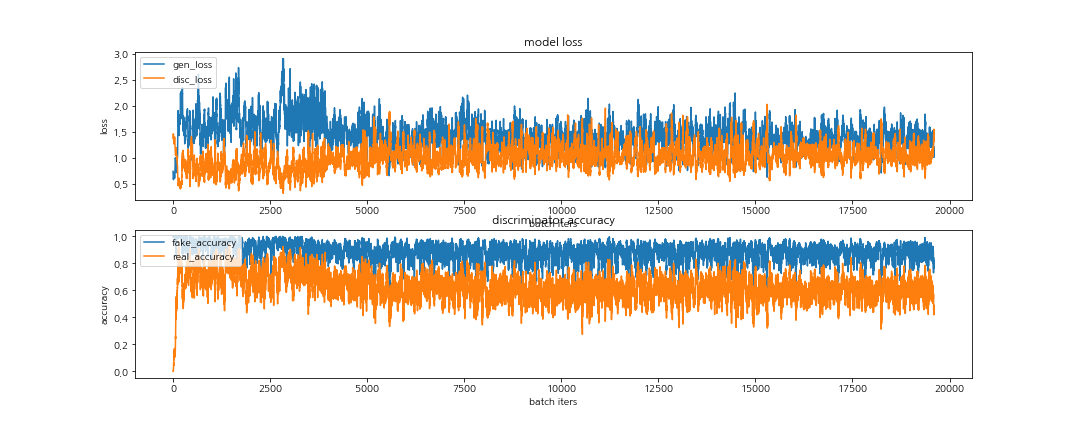 model loss
3.0
2.5
2.0
1.5
1.0
0.5
loss
gen_loss
disc_loss
0 2500 5000 7500 10000 12500 15000 17500 20000
batch iters
discriminator accuracy
1.0
0.8
0.6
0.4
0.2
0.0
accuracy
fake_accuracy
real_accuracy
0 2500 5000 7500 10000 12500 15000 17500 20000
batch iters